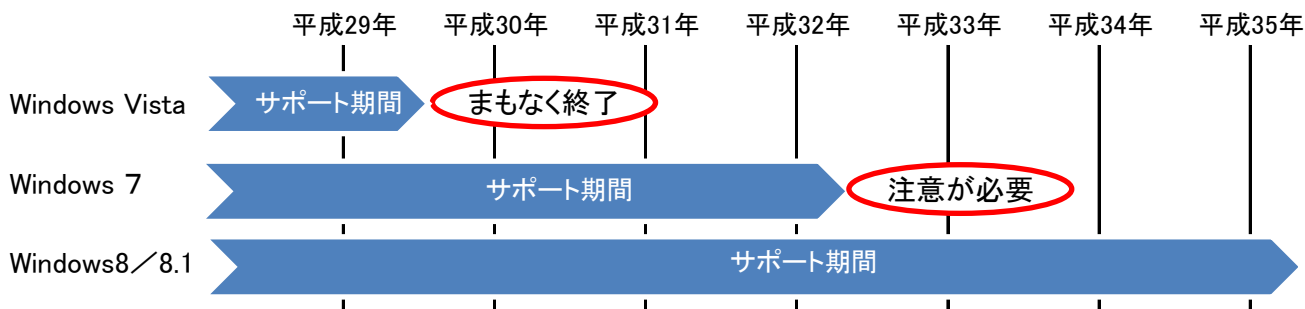 平成29年 平成30年 平成31年 平成32年 平成33年 平成34年 平成35年
Windows Vista サポート期間 まもなく終了
Windows 7 サポート期間 注意が必要
Windows8／8.1 サポート期間